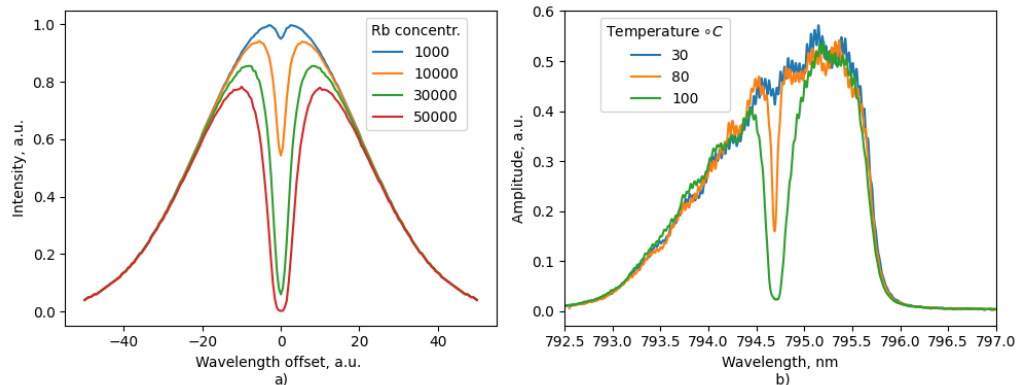 Intensity, a.u.
1.0
0.8
0.6
0.4
0.2
0.0
−40 −20 0 20 40
Wavelength offset, a.u.
a)
Rb concentr.
1000
10000
30000
50000
Amplitude, a.u.
0.6
0.5
0.4
0.3
0.2
0.1
0.0
792.5 793.0 793.5 794.0 794.5 795.0 795.5 796.0 796.5 797.0
Wavelength, nm
b)
Temperature ∘C
30
80
100